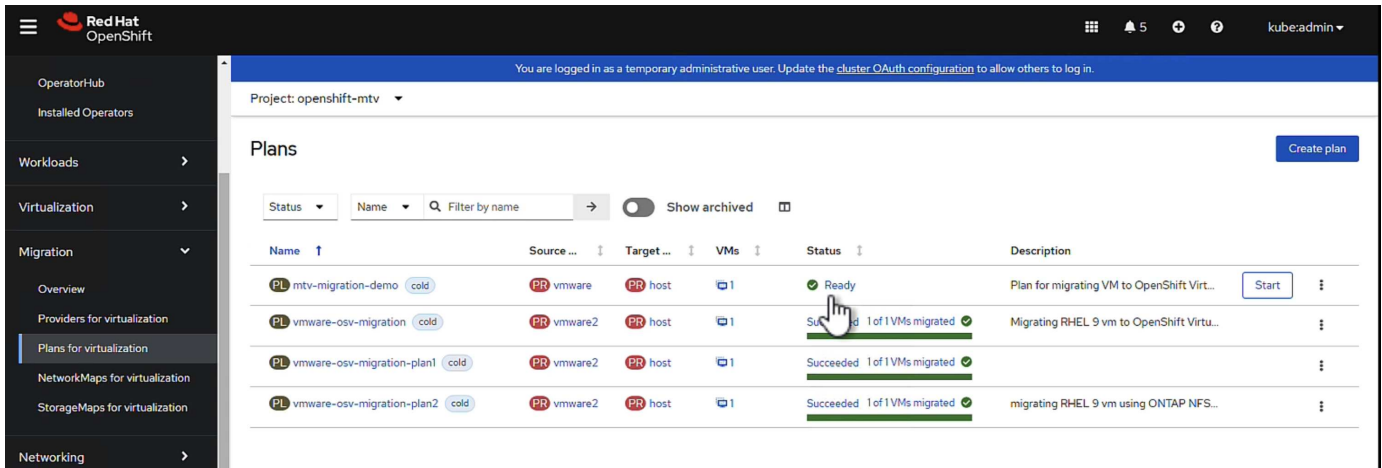 Red Hat
OpenShift
5
kube:admin
You are logged in as a temporary administrative user. Update the cluster OAuth configuration to allow others to log in.
OperatorHub
Installed Operators
Workloads
Virtualization
Migration
Overview
Providers for virtualization
Plans for virtualization
NetworkMaps for virtualization
StorageMaps for virtualization
Networking
Project: openshift-mtv
Plans
Create plan
Status Name Filter by name Show archived
Name Source ... Target ... VMs Status Description
PL mtv-migration-demo cold PR vmware PR host 1 Ready Plan for migrating VM to OpenShift Virt... Start
PL vmware-osv-migration cold PR vmware2 PR host 1 1 of 1 VMs migrated Migrating RHEL 9 vm to OpenShift Virtu...
PL vmware-osv-migration-plan1 cold PR vmware2 PR host 1 Succeeded 1 of 1 VMs migrated
PL vmware-osv-migration-plan2 cold PR vmware2 PR host 1 Succeeded 1 of 1 VMs migrated migrating RHEL 9 vm using ONTAP NFS...